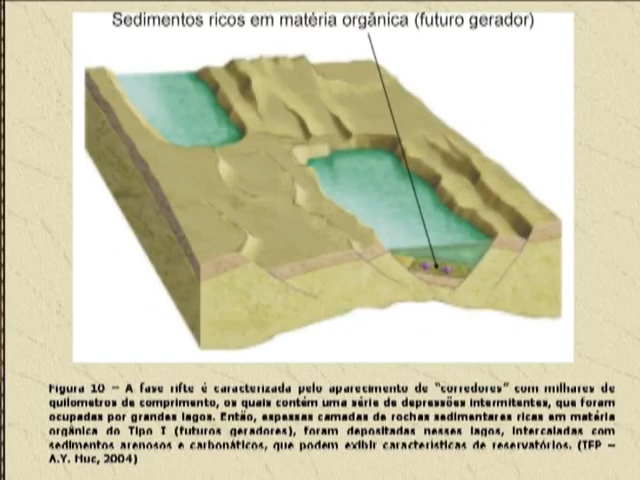 Sedimentos ricos em matéria orgânica (futuro gerador)
Figura 10 – A fase rifte é caracterizada pelo aparecimento de "corredores" com milhares de
quilometros de comprimento, os quais contém uma série de depressões intermitentes, que foram
ocupadas por grandes lagos. Então, espessas camadas de rochas sedimentares ricas em matéria
orgânica do Tipo I (futuros geradores), foram depositadas nesses lagos, intercaladas com
sedimentos arenosos e carbonáticos, que podem exibir características de reservatórios. (TFP –
A.Y. Huc, 2004)